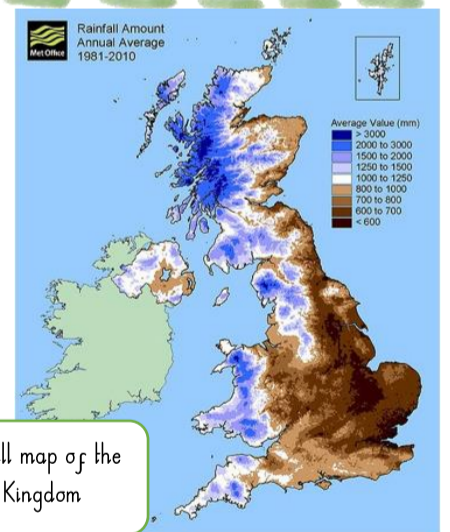 Met Office
Rainfall Amount
Annual Average
1981-2010
Average Value (mm)
> 3000
2000 to 3000
1500 to 2000
1250 to 1500
1000 to 1250
800 to 1000
700 to 800
600 to 700
< 600
ll map of the
Kingdom